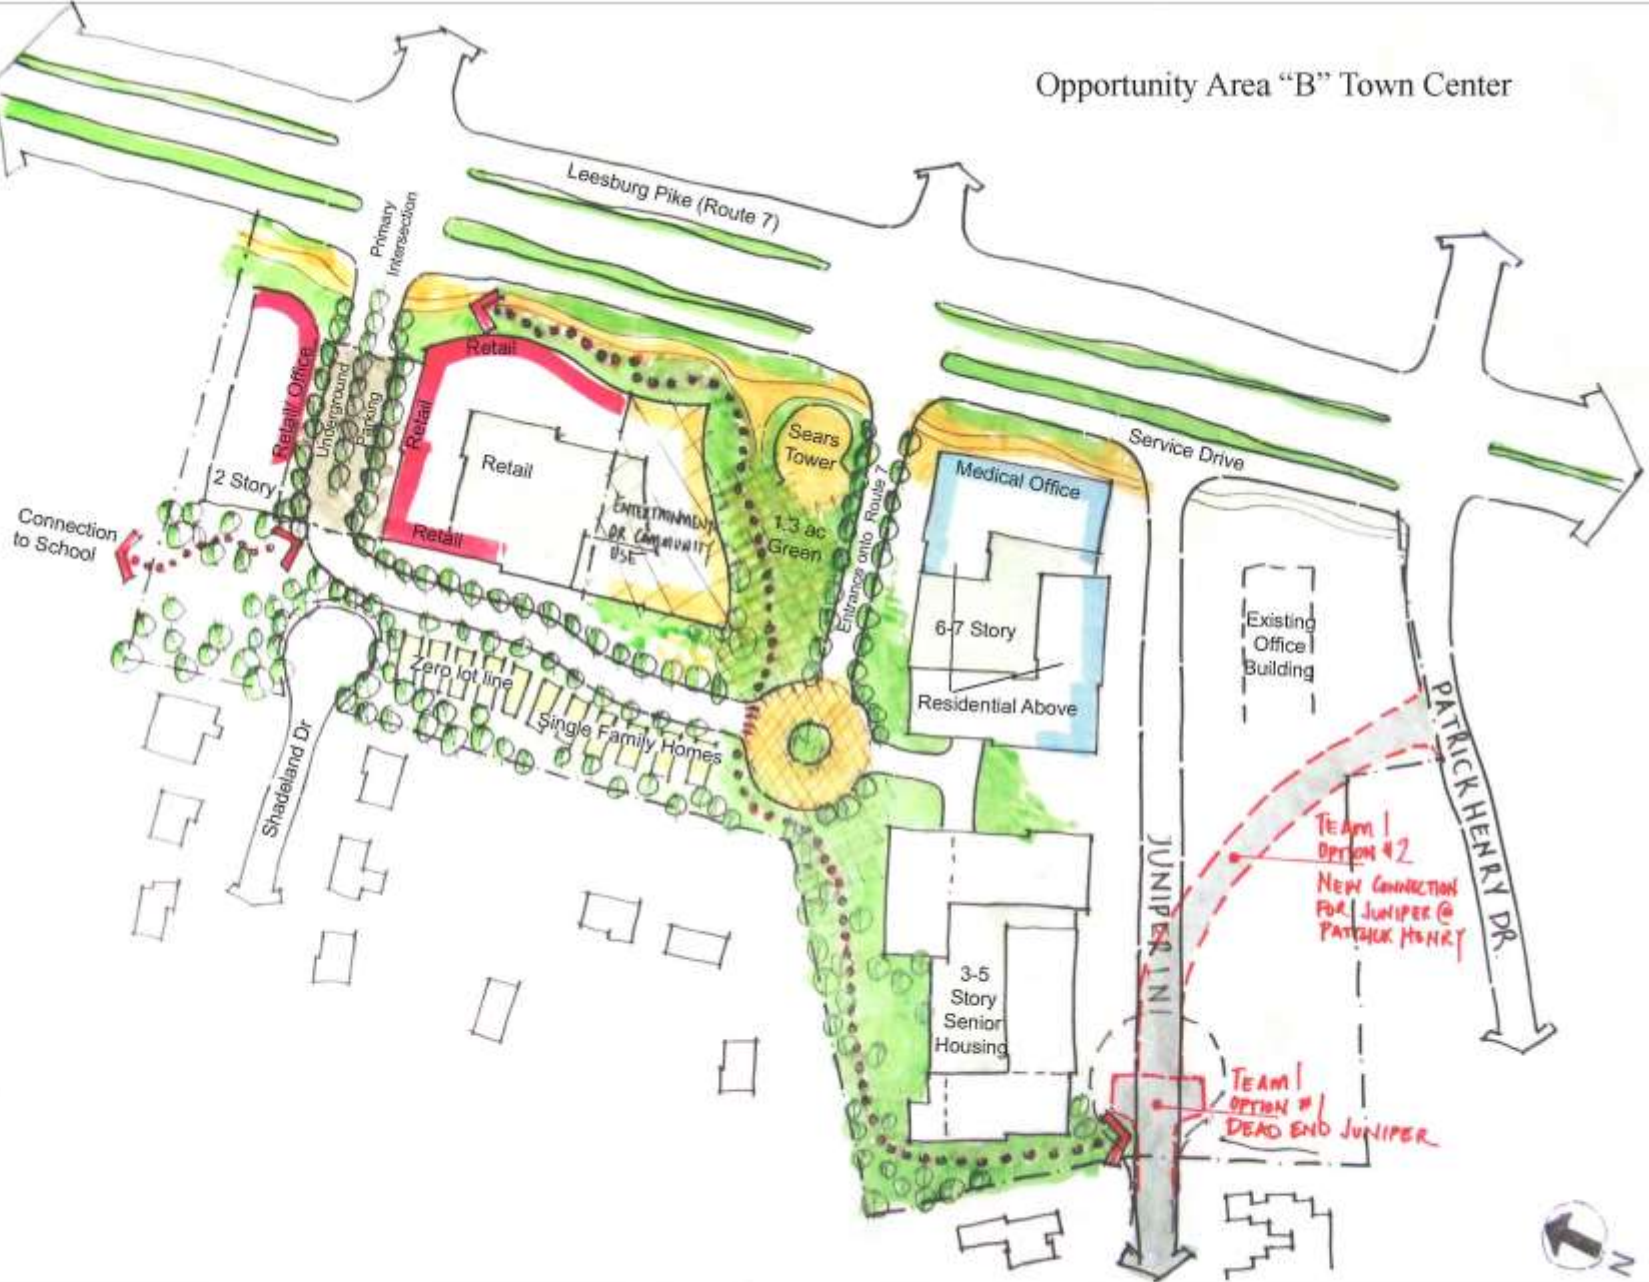 Opportunity Area “B” Town Center
Leesburg Pike (Route 7)
Primary
Intersection
Service Drive
Retail/ Office
Underground
Parking
2 Story
Connection
to School
Retail
Retail
Retail
Retail
ENTERTAINMENT
OR COMMUNITY
USE
Sears
Tower
1.3 ac
Green
Entrance onto Route 7
Medical Office
6-7 Story
Residential Above
Existing
Office
Building
Zero lot line
Single Family Homes
Shadeland Dr
3-5
Story
Senior
Housing
PATRICK HENRY DR.
TEAM 1
OPTION #2
NEW CONNECTION
FOR JUNIPER @
PATRICK HENRY
TEAM 1
OPTION #1
DEAD END JUNIPER
JUNIPER LN
N